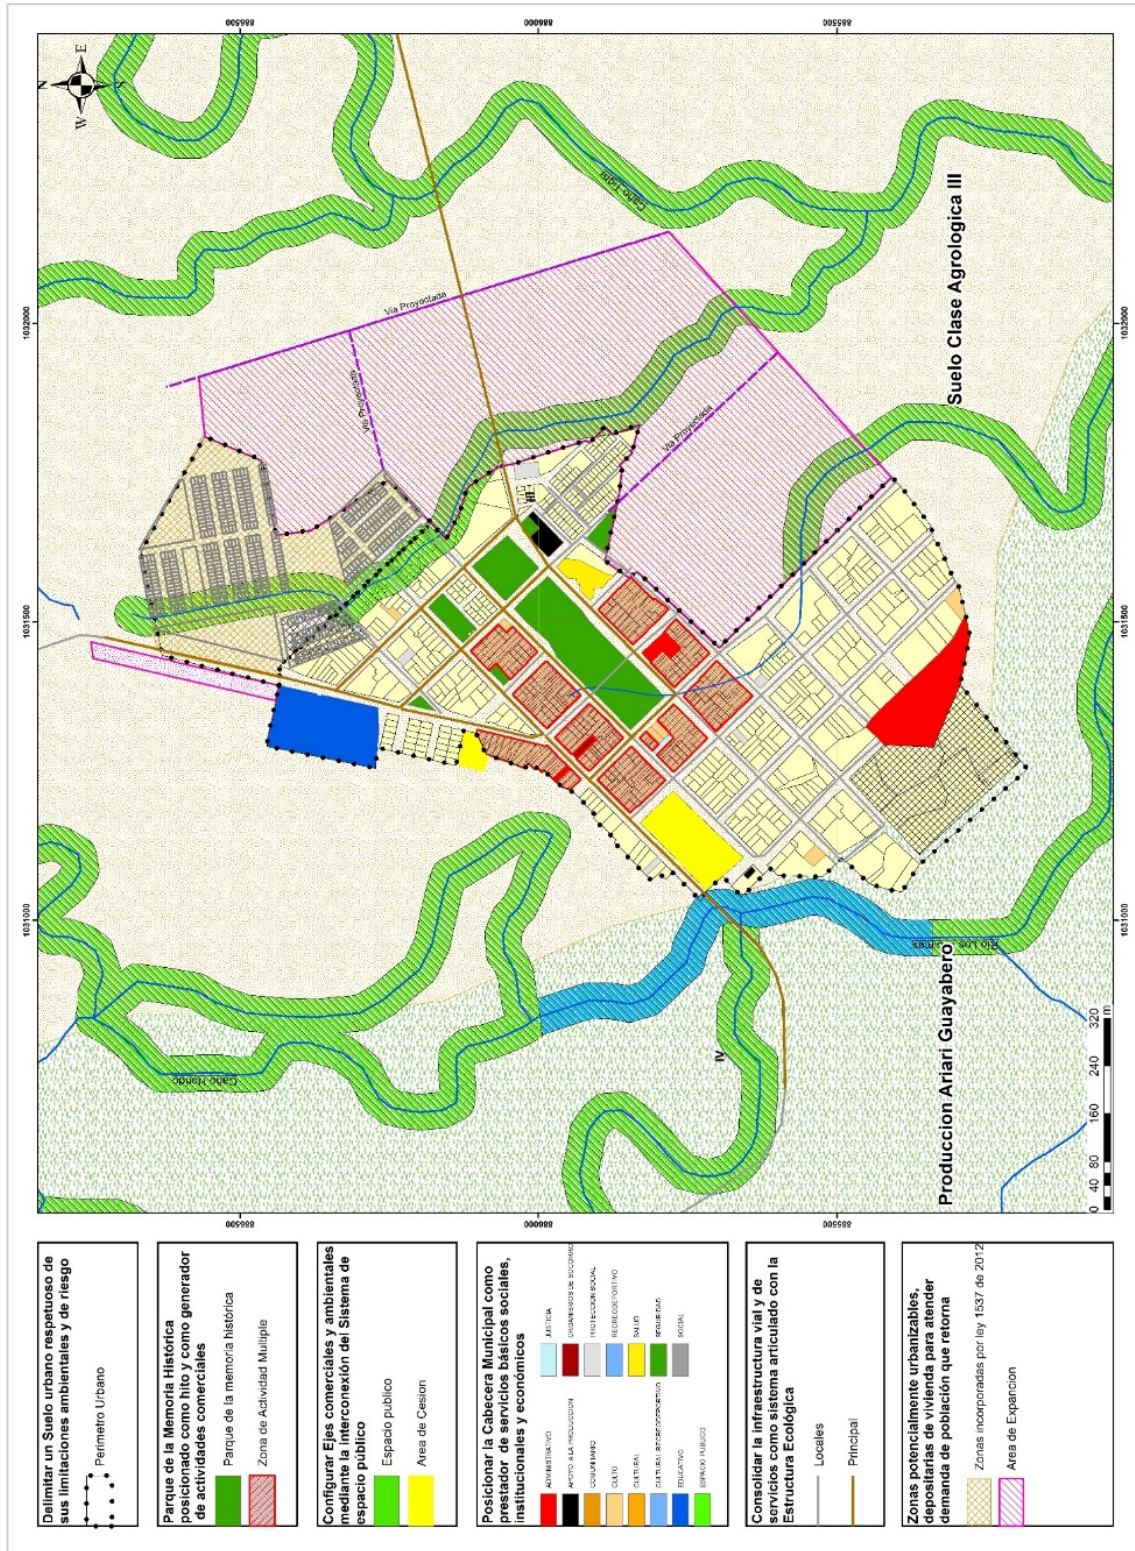 Delimitar un Suelo urbano respetuoso de
sus limitaciones ambientales y de riesgo
Perimetro Urbano
Parque de la Memoria Histórica
posicionado como hito y como generador
de actividades comerciales
Parque de la memoria histórica
Zona de Actividad Multiple
Configurar Ejes comerciales y ambientales
mediante la interconexión del Sistema de
espacio público
Espacio publico
Area de Cesion
Posicionar la Cabecera Municipal como
prestador de servicios básicos sociales,
institucionales y económicos
ADMINISTRATIVO
APOYO A LA PRODUCCION
COMUNITARIO
CULTO
CULTURAL
CULTURAL RECREODEPORTIVO
EDUCATIVO
ESPACIO PUBLICO
JUSTICIA
ORGANISMOS DE SOCORRO
PROTECCION SOCIAL
RECREODEPORTIVO
SALUD
SEGURIDAD
SOCIAL
Consolidar la infraestructura vial y de
servicios como sistema articulado con la
Estructura Ecológica
Locales
Principal
Zonas potencialmente urbanizables,
depositarias de vivienda para atender
demanda de población que retorna
Zonas incorporadas por ley 1537 de 2012
Area de Expancion
N
E
S
W
1031000
1031500
1032000
1031000
1031500
1032000
886500
886000
885500
Via Proyectada
Via Proyectada
Via Proyectada
Caño Tigra
Caño Hondo
III
IV
Rio Los
Suelo Clase Agrologica III
Produccion Ariari Guayabero
0 40 80 160 240 320
m